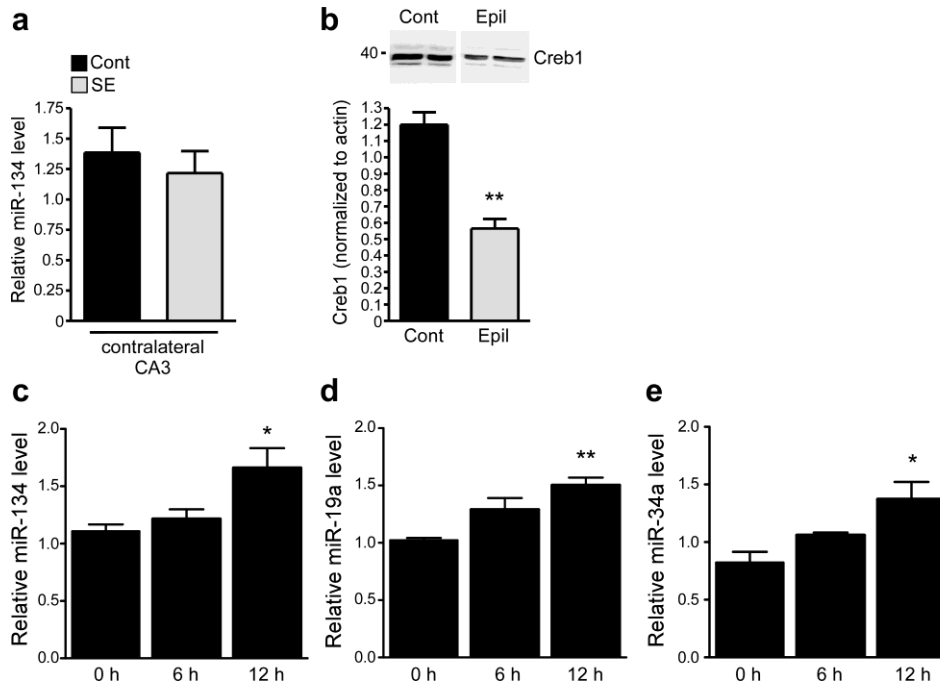 a
Cont
SE
Relative miR-134 level
1.75
1.5
1.25
1.0
0.75
0.5
0.25
0
contralateral
CA3
b
Cont Epil
40
Creb1
Creb1 (normalized to actin)
1.3
1.2
1.1
1.0
0.9
0.8
0.7
0.6
0.5
0.4
0.3
0.2
0.1
0
**
Cont Epil
c
Relative miR-134 level
2.0
1.5
1.0
0.5
0.0
*
0 h 6 h 12 h
d
Relative miR-19a level
2.0
1.5
1.0
0.5
0.0
**
0 h 6 h 12 h
e
Relative miR-34a level
2.0
1.5
1.0
0.5
0.0
*
0 h 6 h 12 h